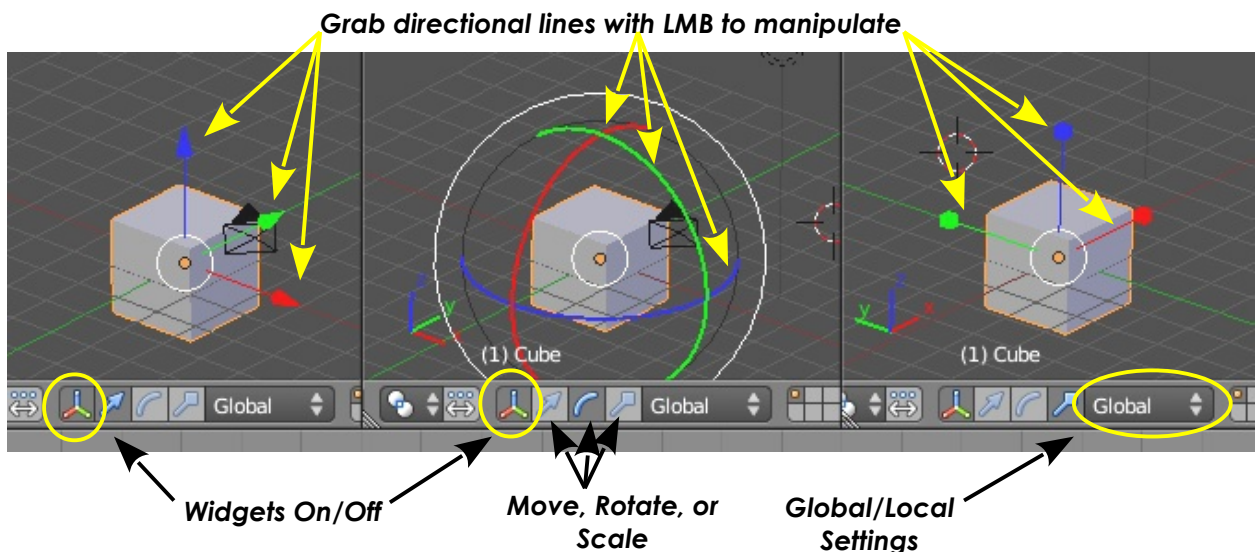 Grab directional lines with LMB to manipulate
z
y
x
(1) Cube
z
y
x
(1) Cube
Global
Global
Global
Widgets On/Off
Move, Rotate, or
Scale
Global/Local
Settings